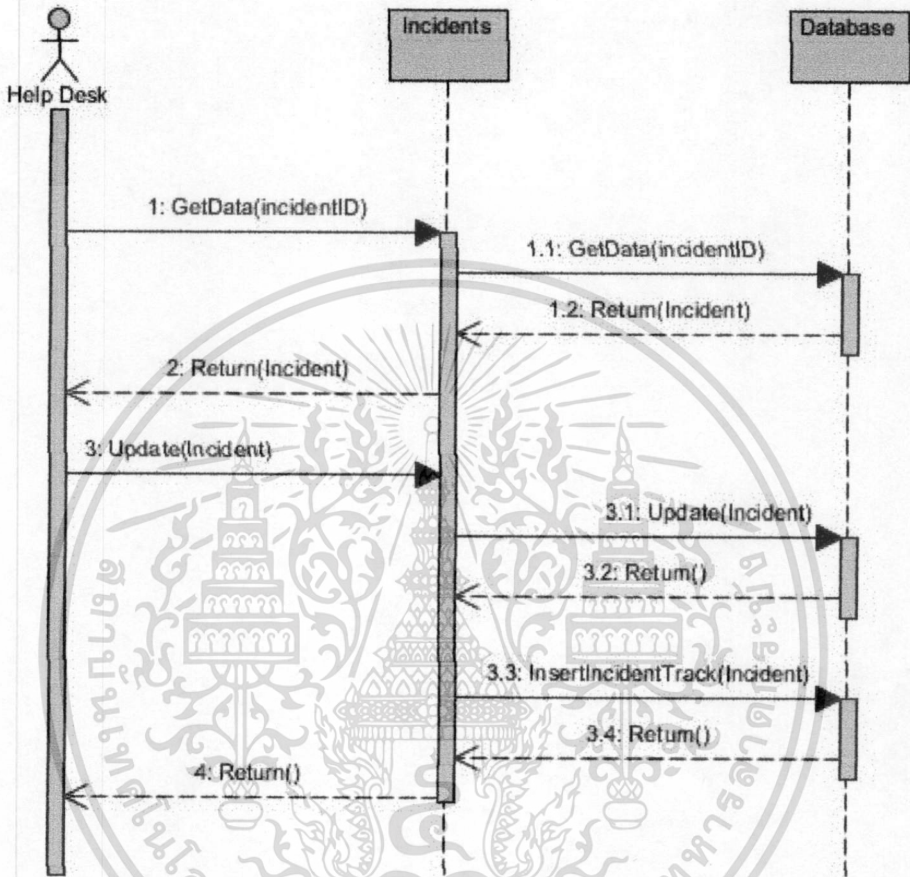 Incidents
Database
Help Desk
1: GetData(incidentID)
1.1: GetData(incidentID)
1.2: Return(Incident)
2: Return(Incident)
3: Update(Incident)
3.1: Update(Incident)
3.2: Return()
3.3: InsertIncidentTrack(Incident)
3.4: Return()
4: Return()